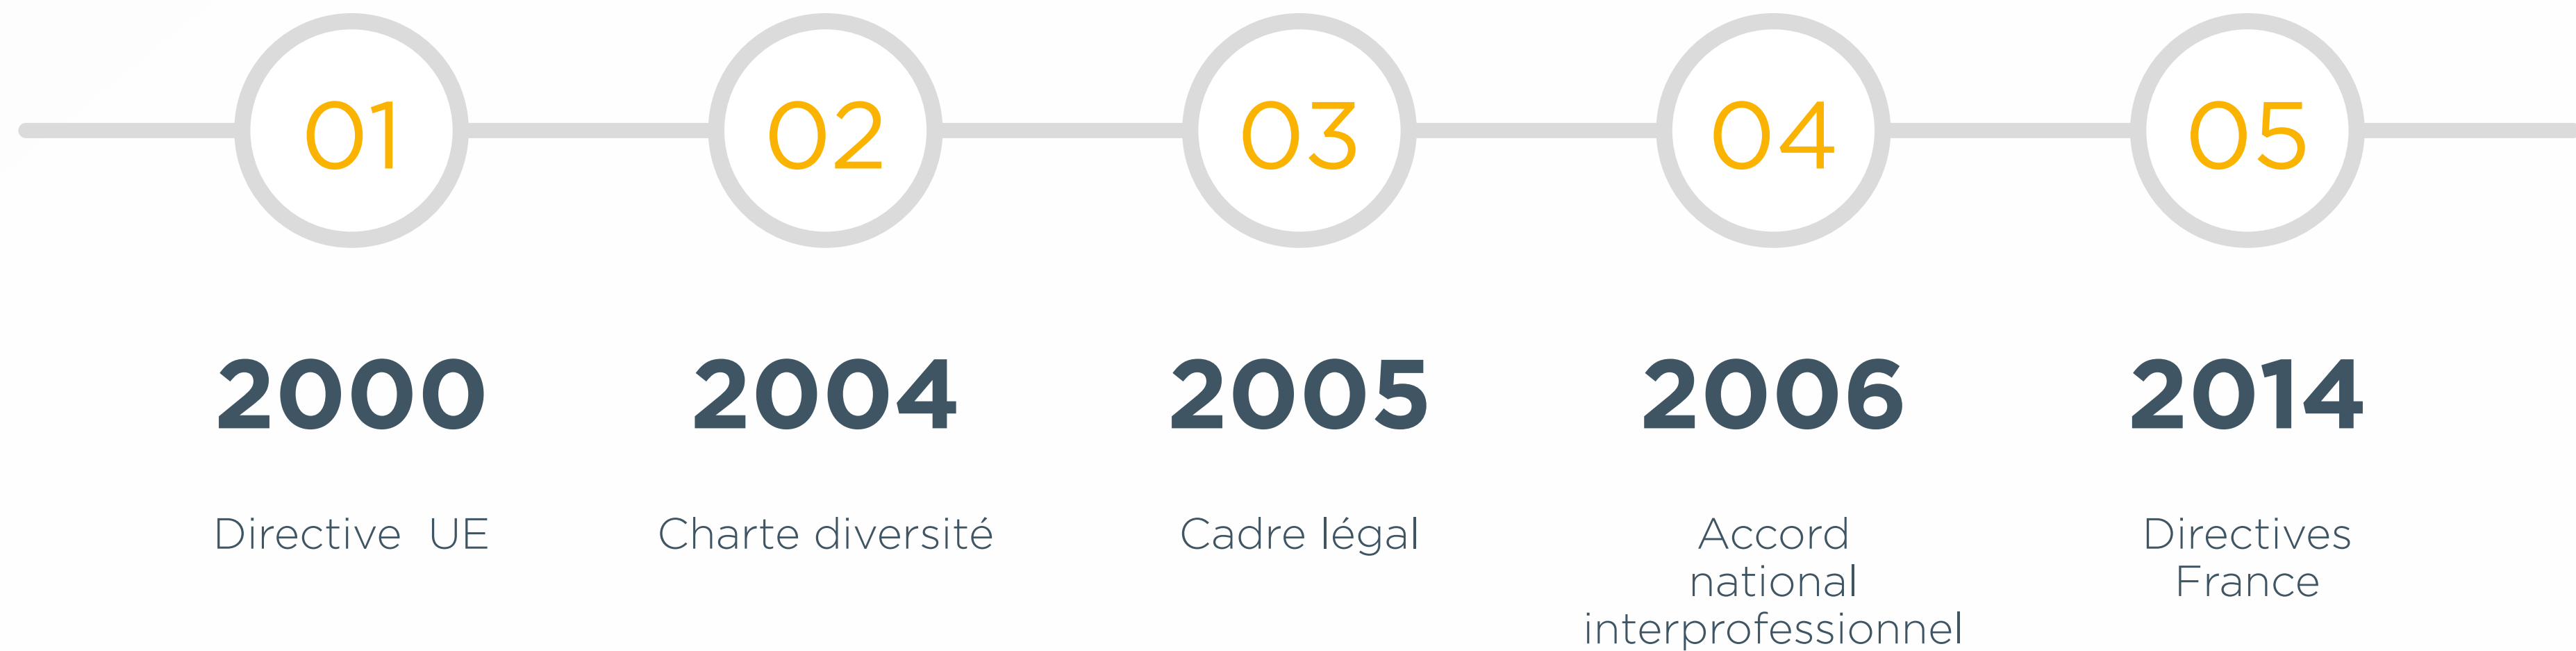 01
02
03
04
05
2000
2004
2005
2006
2014
Directive UE
Charte diversité
Cadre légal
Accord
national
interprofessionnel
Directives
France